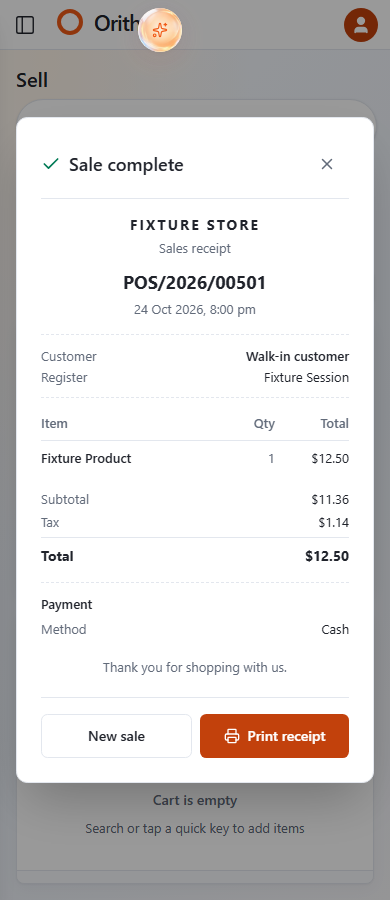 Orith
Sell
Sale complete
FIXTURE STORE
Sales receipt
POS/2026/00501
24 Oct 2026, 8:00 pm
Customer Walk-in customer
Register Fixture Session
Item Qty Total
Fixture Product 1 $12.50
Subtotal $11.36
Tax $1.14
Total $12.50
Payment
Method Cash
Thank you for shopping with us.
New sale Print receipt
Cart is empty
Search or tap a quick key to add items